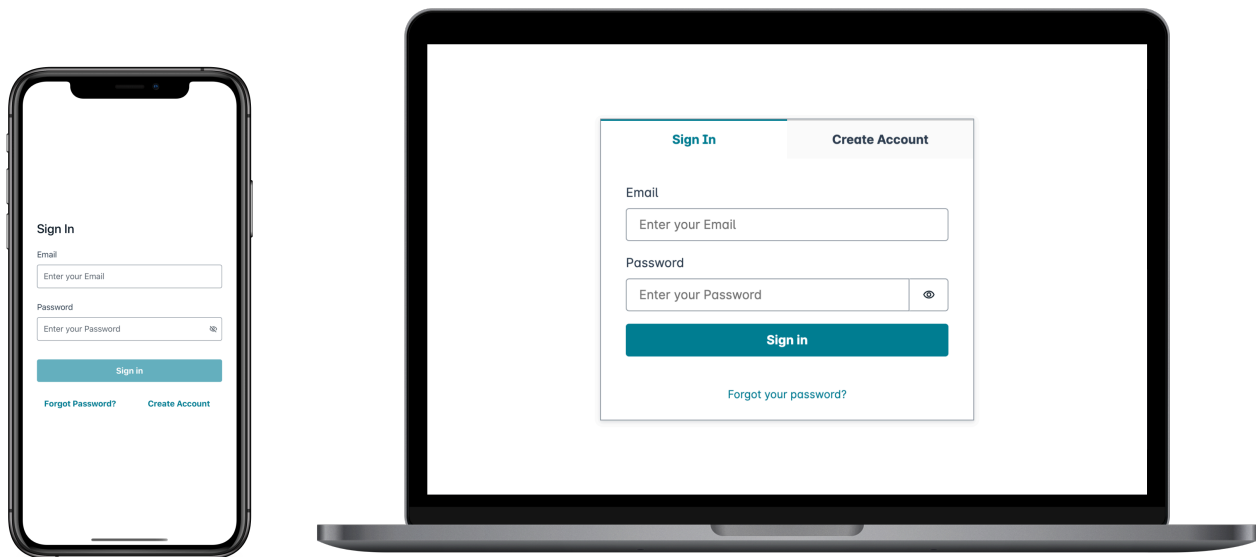 Sign In
Email
Enter your Email
Password
Enter your Password
Sign in
Forgot Password? Create Account
Sign In Create Account
Email
Enter your Email
Password
Enter your Password
Sign in
Forgot your password?